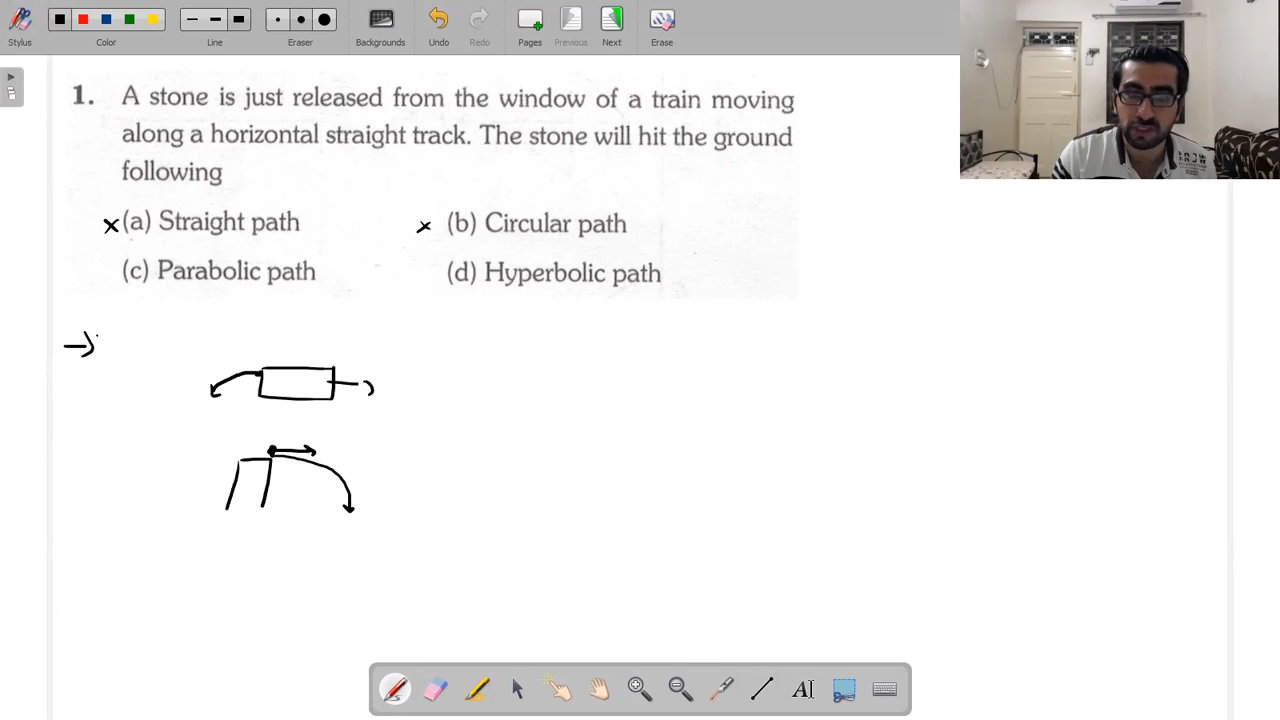 Stylus
Color
Line
Eraser
Backgrounds
Undo
Redo
Pages
Previous
Next
Erase
1. A stone is just released from the window of a train moving
along a horizontal straight track. The stone will hit the ground
following
×(a) Straight path × (b) Circular path
(c) Parabolic path (d) Hyperbolic path
AI